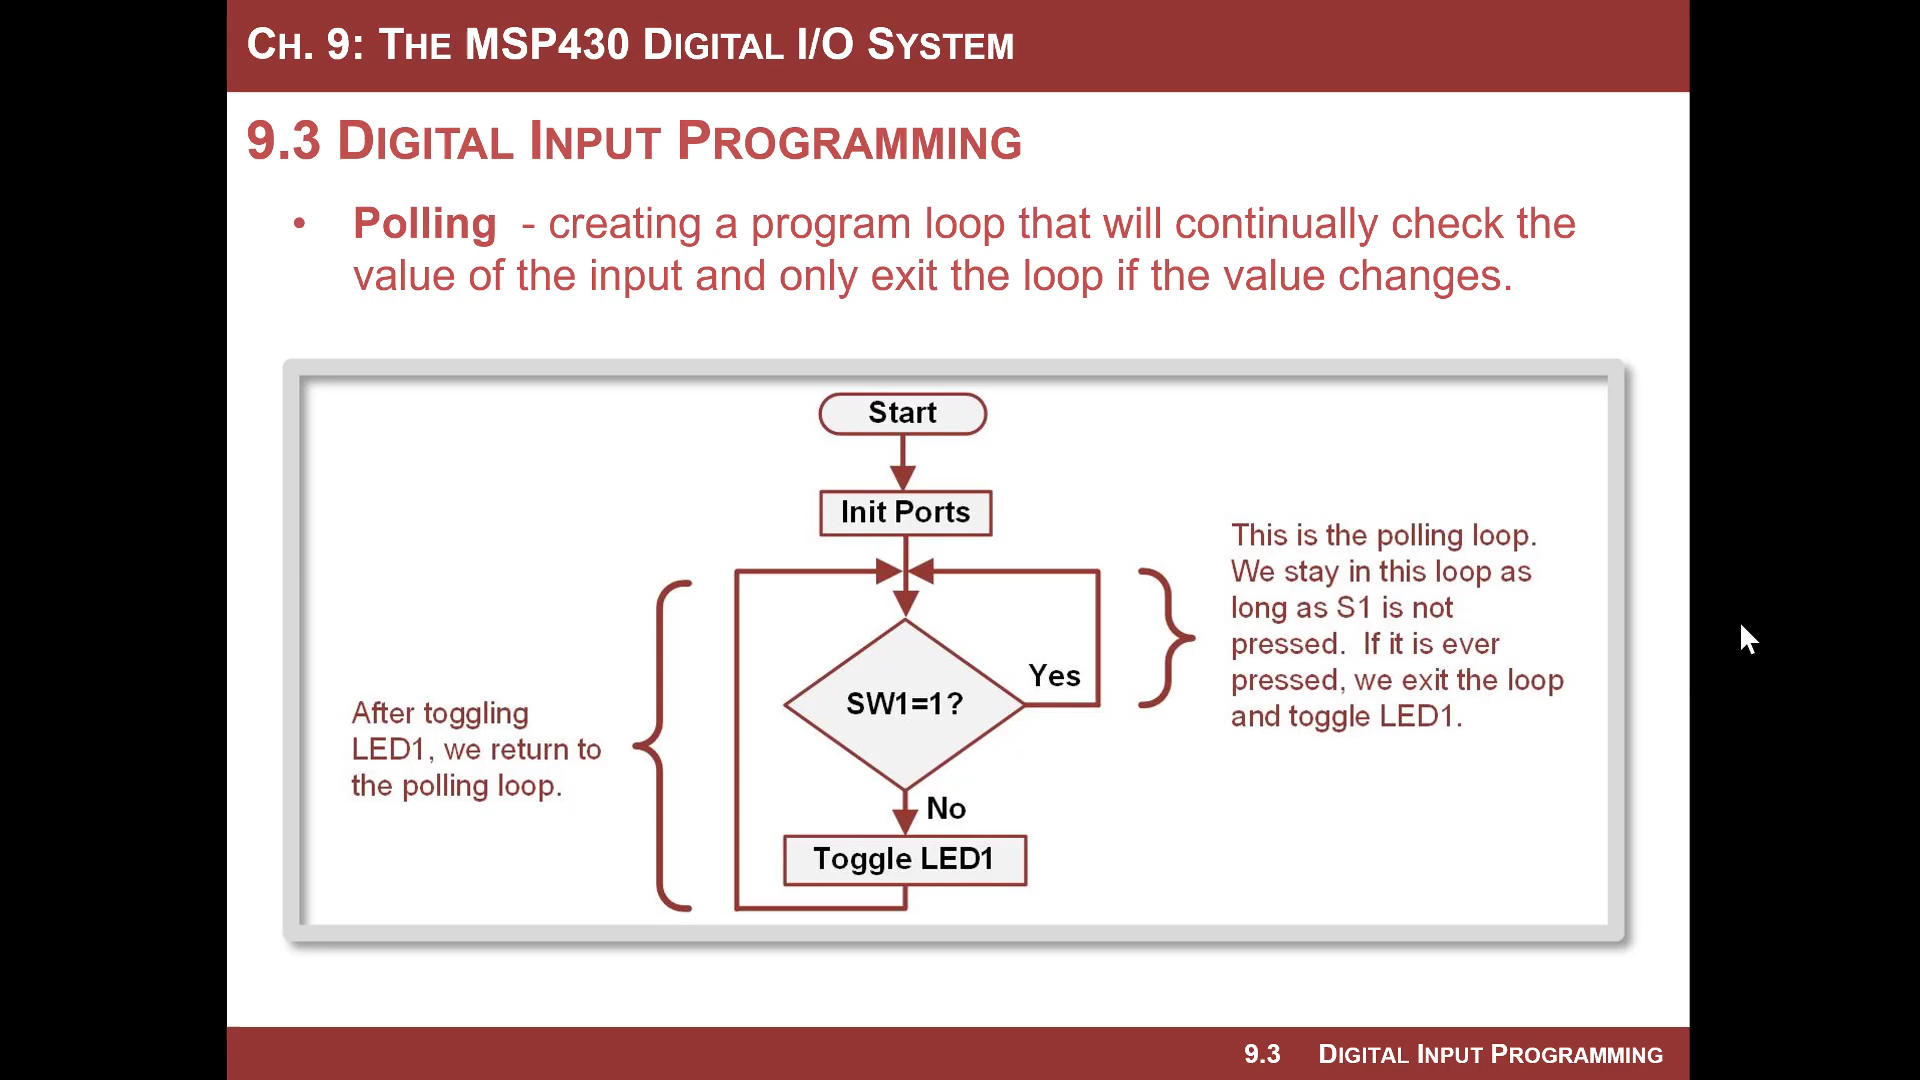 CH. 9: THE MSP430 DIGITAL I/O SYSTEM
9.3 DIGITAL INPUT PROGRAMMING
• Polling - creating a program loop that will continually check the
value of the input and only exit the loop if the value changes.
Start
Init Ports
This is the polling loop.
We stay in this loop as
long as S1 is not
pressed. If it is ever
pressed, we exit the loop
and toggle LED1.
Yes
SW1=1?
After toggling
LED1, we return to
the polling loop.
No
Toggle LED1
9.3 DIGITAL INPUT PROGRAMMING